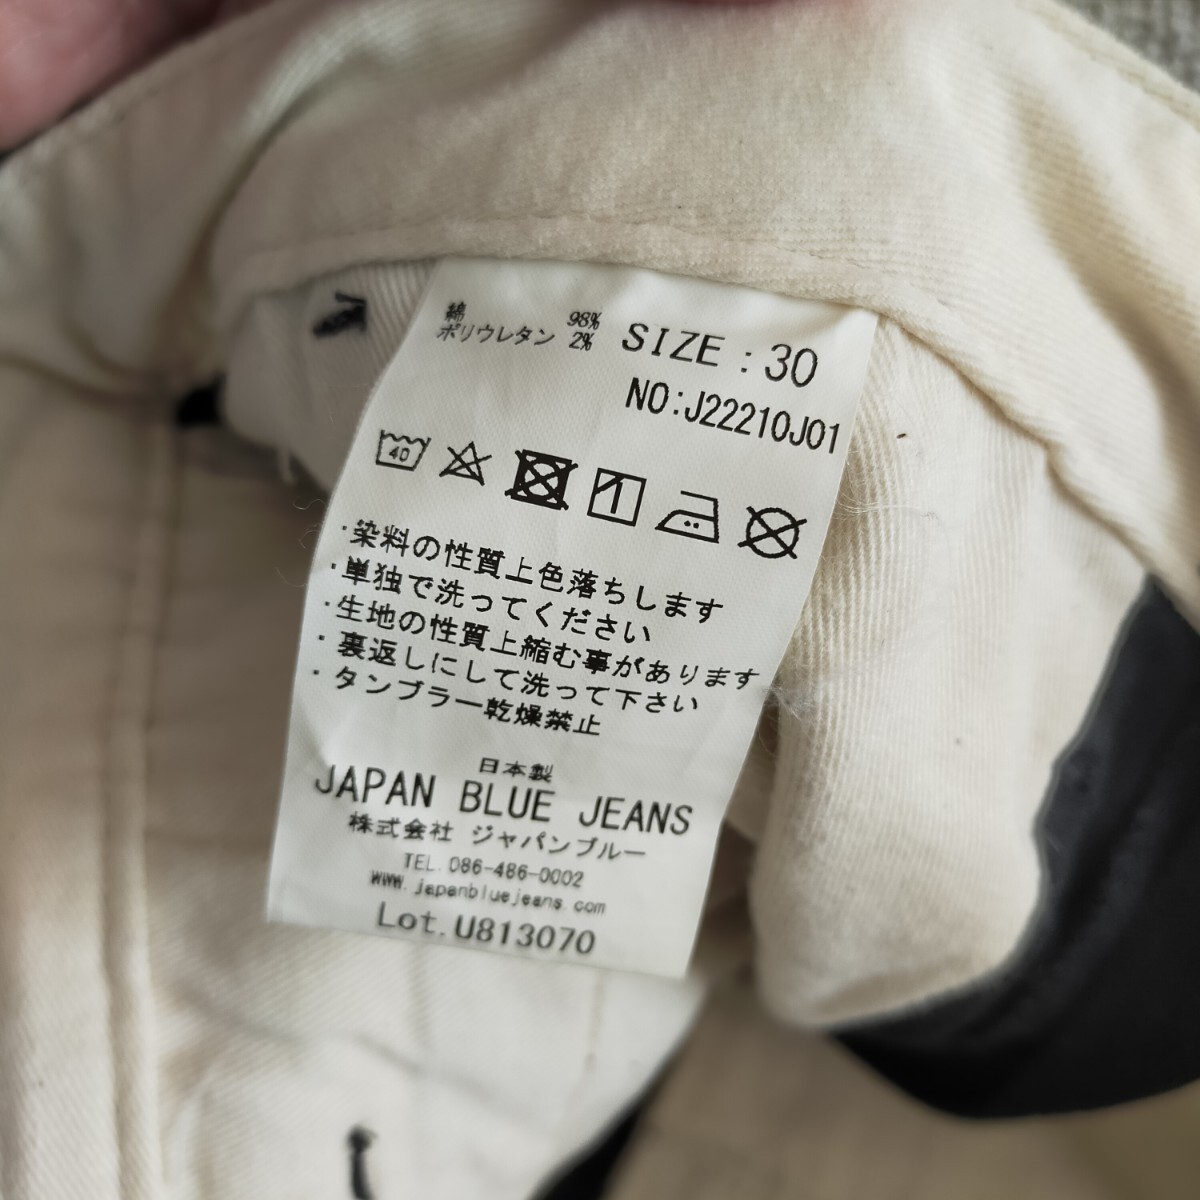 綿 98%
ポリウレタン 2%
SIZE : 30
NO:J22210J01
40
・染料の性質上色落ちします
・単独で洗ってください
・生地の性質上縮む事があります
・裏返しにして洗って下さい
・タンブラー乾燥禁止
日本製
JAPAN BLUE JEANS
株式会社 ジャパンブルー
TEL. 086-486-0002
www.japanbluejeans.com
Lot.U813070